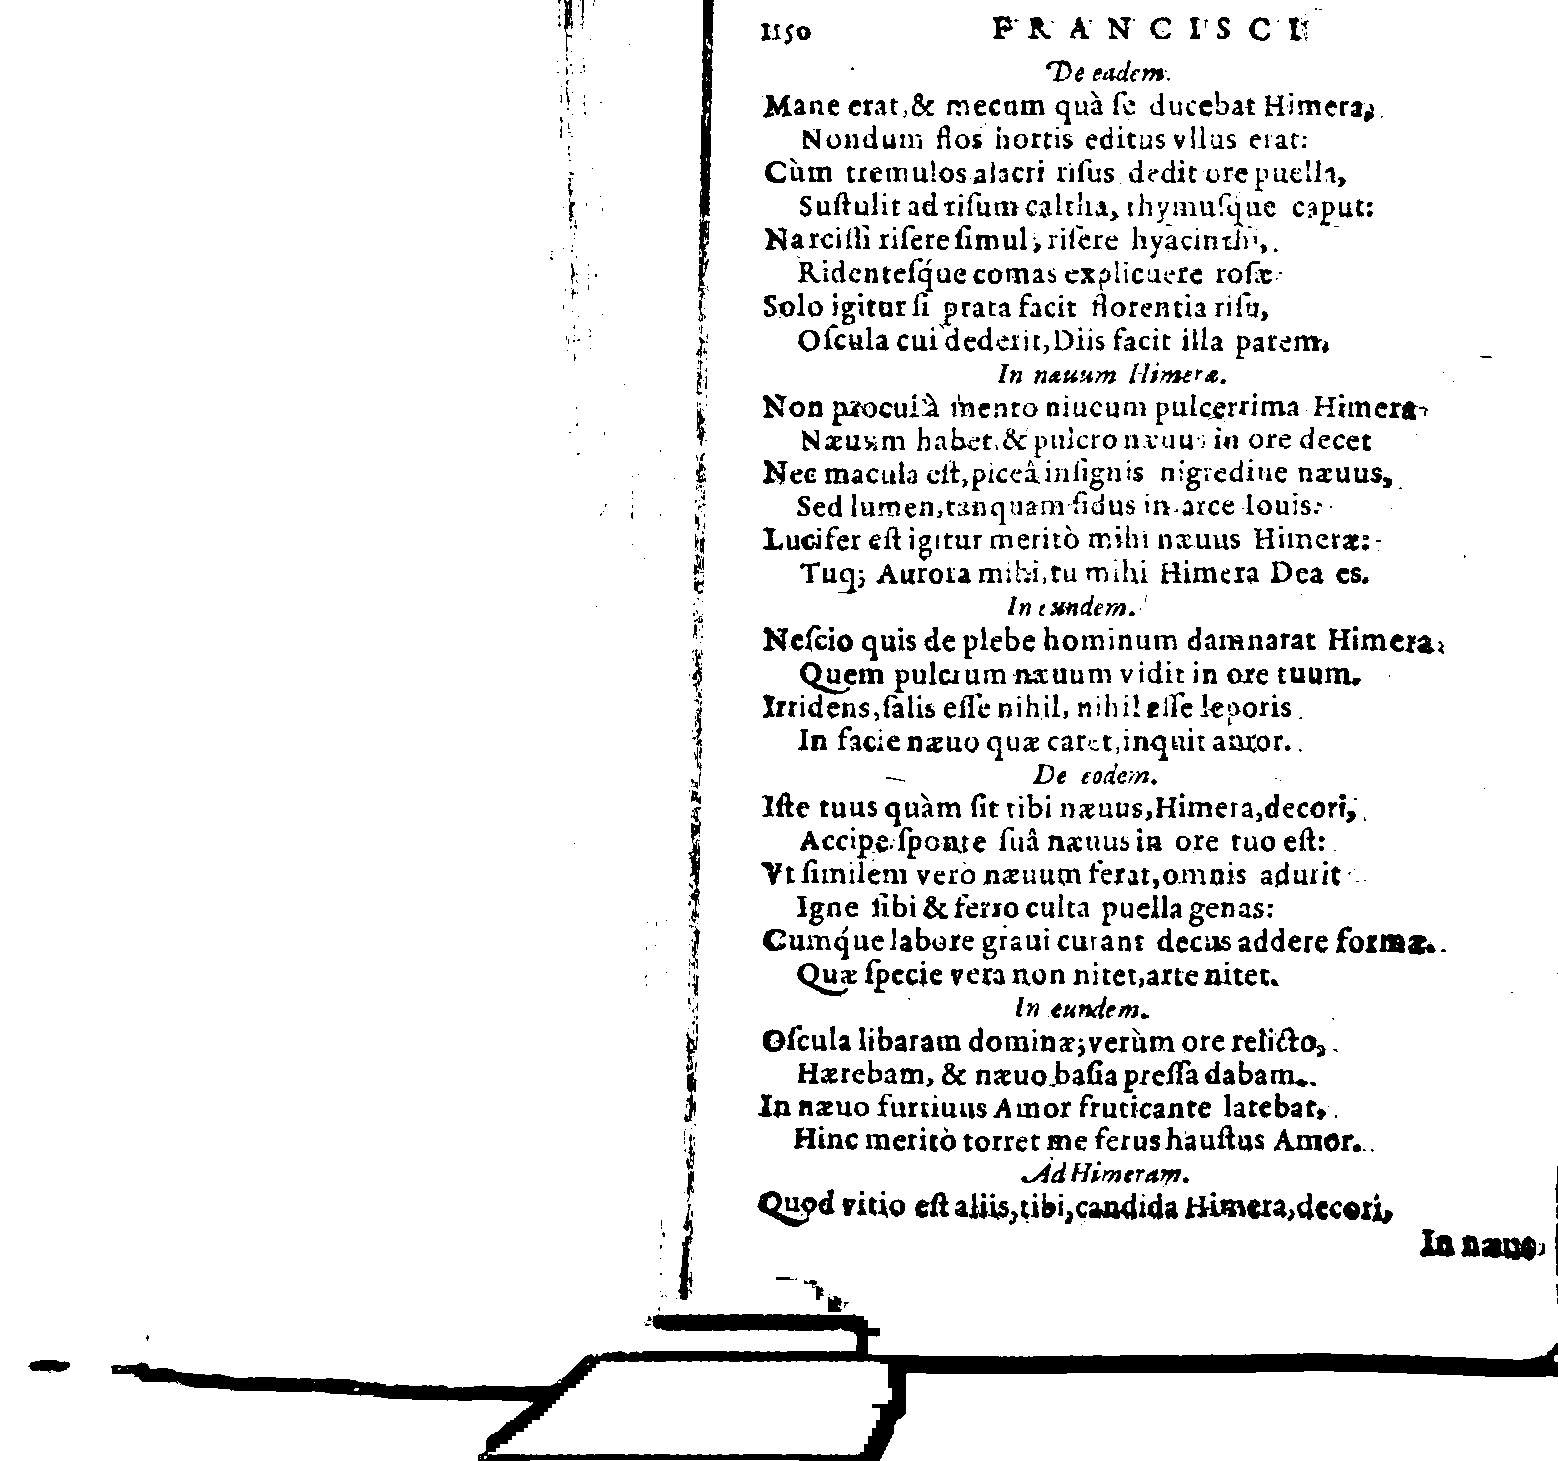 1150 FRANCISCI
De eadem.
Mane erat, & mecum quà ſe ducebat Himera,
Nondum flos hortis editus vllus erat:
Cùm tremulos alacri riſus dedit ore puella,
Suſtulit ad riſum caltha, thymuſque caput:
Narciſſi riſere ſimul, riſere hyacinthi,
Ridenteſq́ue comas explicuere roſæ
Solo igitur ſi prata facit florentia riſu,
Oſcula cui dederit, Diis facit illa parem.
In næuum Himeræ.
Non procul à mento niueum pulcerrima Himera
Næuum habet, & pulcro næuus in ore decet
Nec macula eſt, piceâ inſignis nigredine næuus,
Sed lumen, tanquam ſidus in arce Iouis.
Lucifer eſt igitur meritò mihi næuus Himeræ:
Tuq; Aurora mihi, tu mihi Himera Dea es.
In eundem.
Neſcio quis de plebe hominum damnarat Himera,
Quem pulcrum næuum vidit in ore tuum.
Irridens, ſalis eſſe nihil, nihil eſſe leporis
In facie næuo quæ caret, inquit amor.
De eodem.
Iſte tuus quàm ſit tibi næuus, Himera, decori,
Accipe: ſponte ſuâ næuus in ore tuo eſt:
Vt ſimilem verò næuum ferat, omnis adurit
Igne ſibi & ferro culta puella genas:
Cumq́ue labore graui curant decus addere formæ.
Quæ ſpecie vera non nitet, arte nitet.
In eundem.
Oſcula libaram dominæ; verùm ore relicto,
Hærebam, & næuo baſia preſſa dabam.
In næuo furtiuus Amor fruticante latebat,
Hinc meritò torret me ferus hauſtus Amor.
Ad Himeram.
Quod vitio eſt aliis, tibi, candida Himera, decori,
In næuo